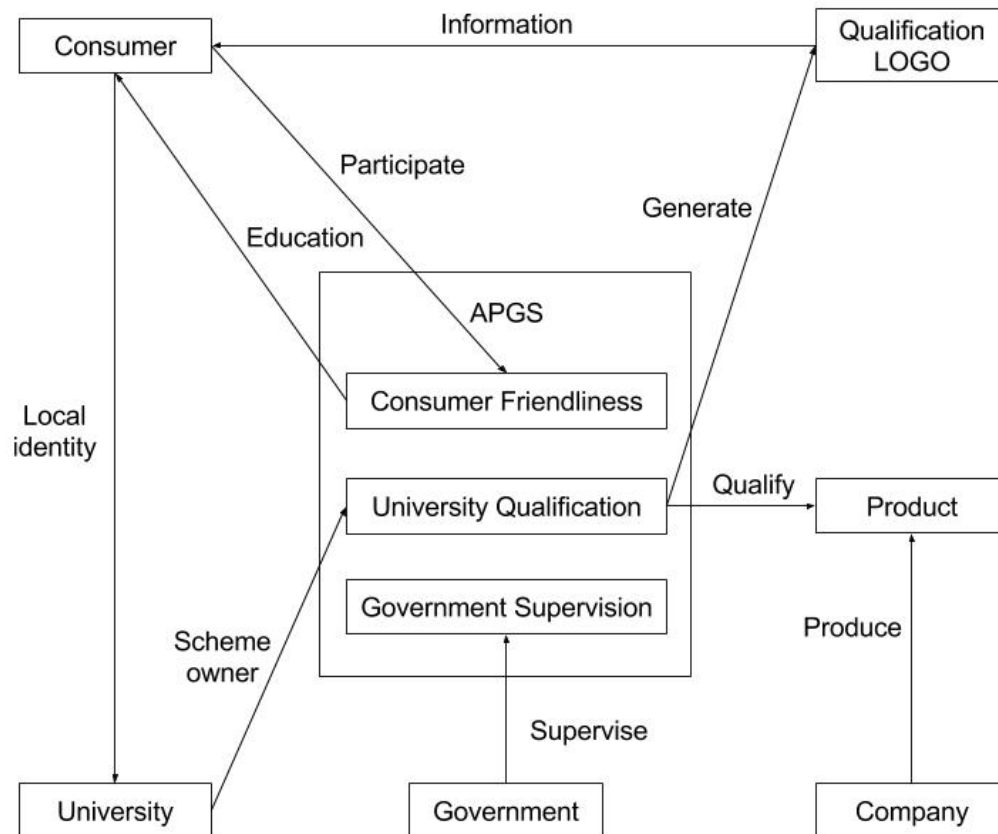 Information
Consumer
Qualification
LOGO
Participate
Generate
Education
APGS
Consumer Friendliness
Local
identity
Qualify
University Qualification
Product
Government Supervision
Produce
Scheme
owner
Supervise
University
Government
Company